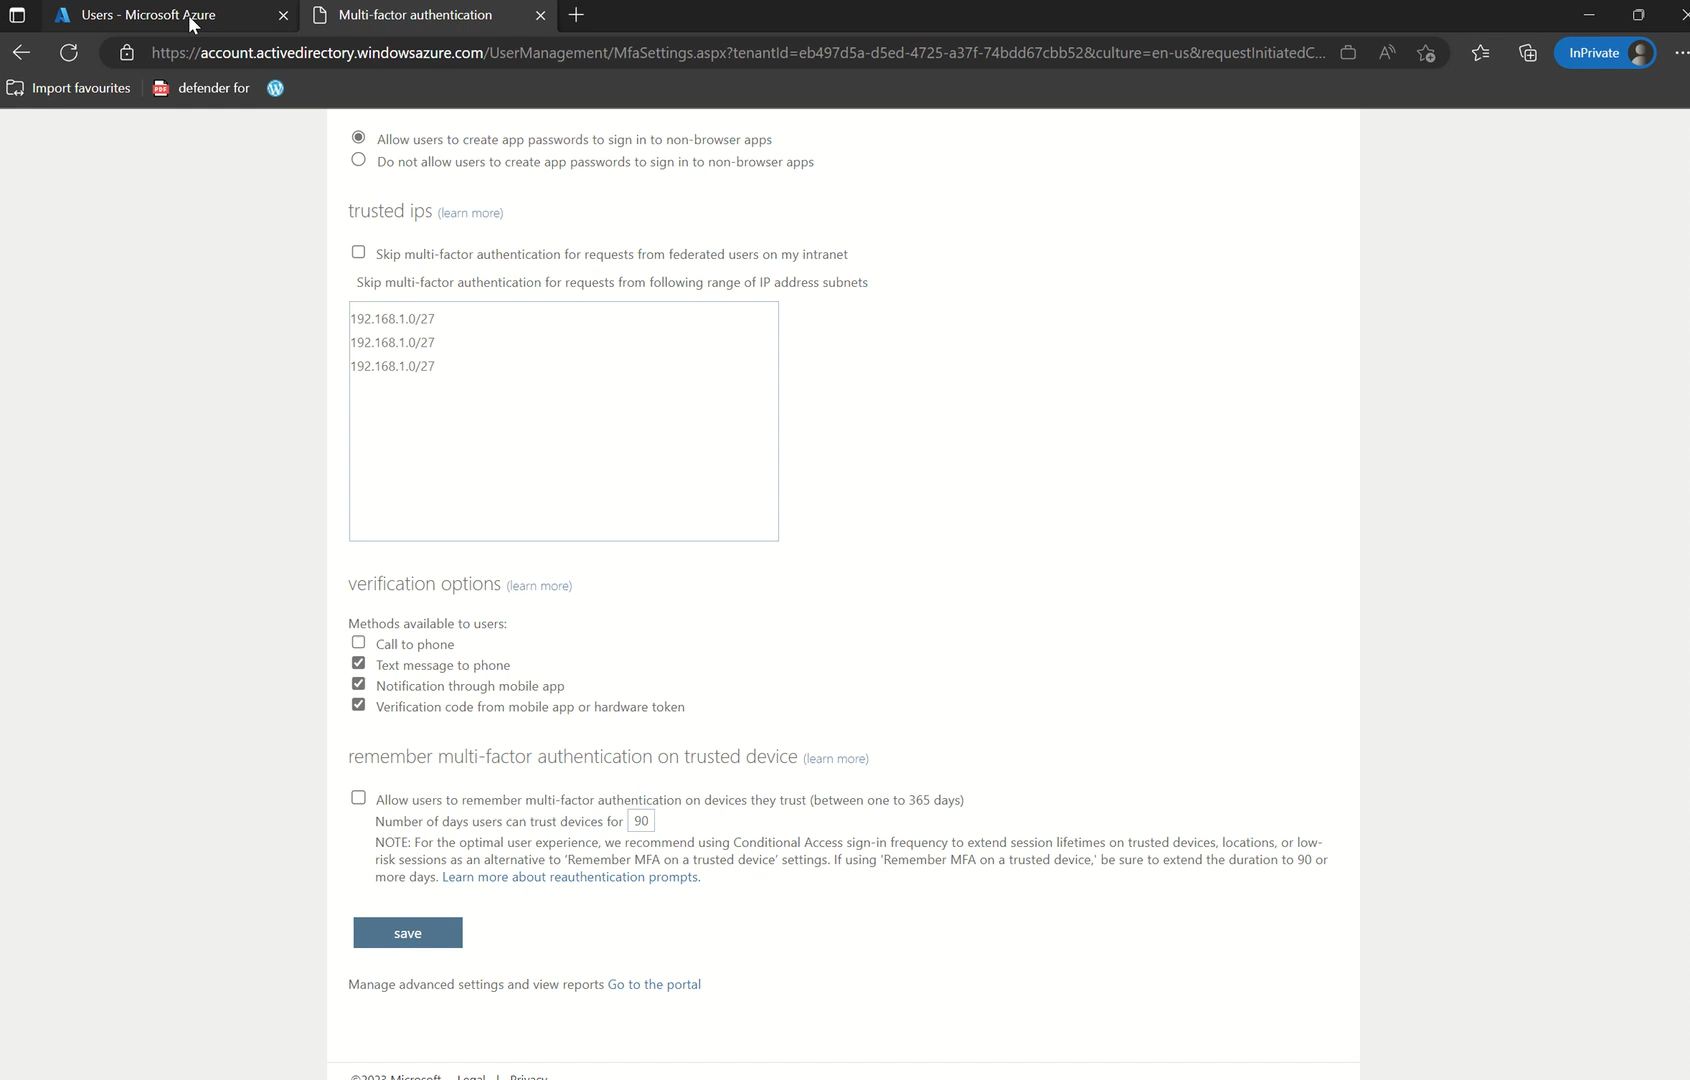 Users - Microsoft Azure
Multi-factor authentication
https://account.activedirectory.windowsazure.com/UserManagement/MfaSettings.aspx?tenantId=eb497d5a-d5ed-4725-a37f-74bdd67cbb52&culture=en-us&requestInitiatedC...
InPrivate
Import favourites
PDF
defender for
Allow users to create app passwords to sign in to non-browser apps
Do not allow users to create app passwords to sign in to non-browser apps
trusted ips (learn more)
Skip multi-factor authentication for requests from federated users on my intranet
Skip multi-factor authentication for requests from following range of IP address subnets
192.168.1.0/27
192.168.1.0/27
192.168.1.0/27
verification options (learn more)
Methods available to users:
Call to phone
Text message to phone
Notification through mobile app
Verification code from mobile app or hardware token
remember multi-factor authentication on trusted device (learn more)
Allow users to remember multi-factor authentication on devices they trust (between one to 365 days)
Number of days users can trust devices for 90
NOTE: For the optimal user experience, we recommend using Conditional Access sign-in frequency to extend session lifetimes on trusted devices, locations, or low-
risk sessions as an alternative to 'Remember MFA on a trusted device' settings. If using 'Remember MFA on a trusted device,' be sure to extend the duration to 90 or
more days. Learn more about reauthentication prompts.
save
Manage advanced settings and view reports Go to the portal
©2023 Microsoft Legal | Privacy